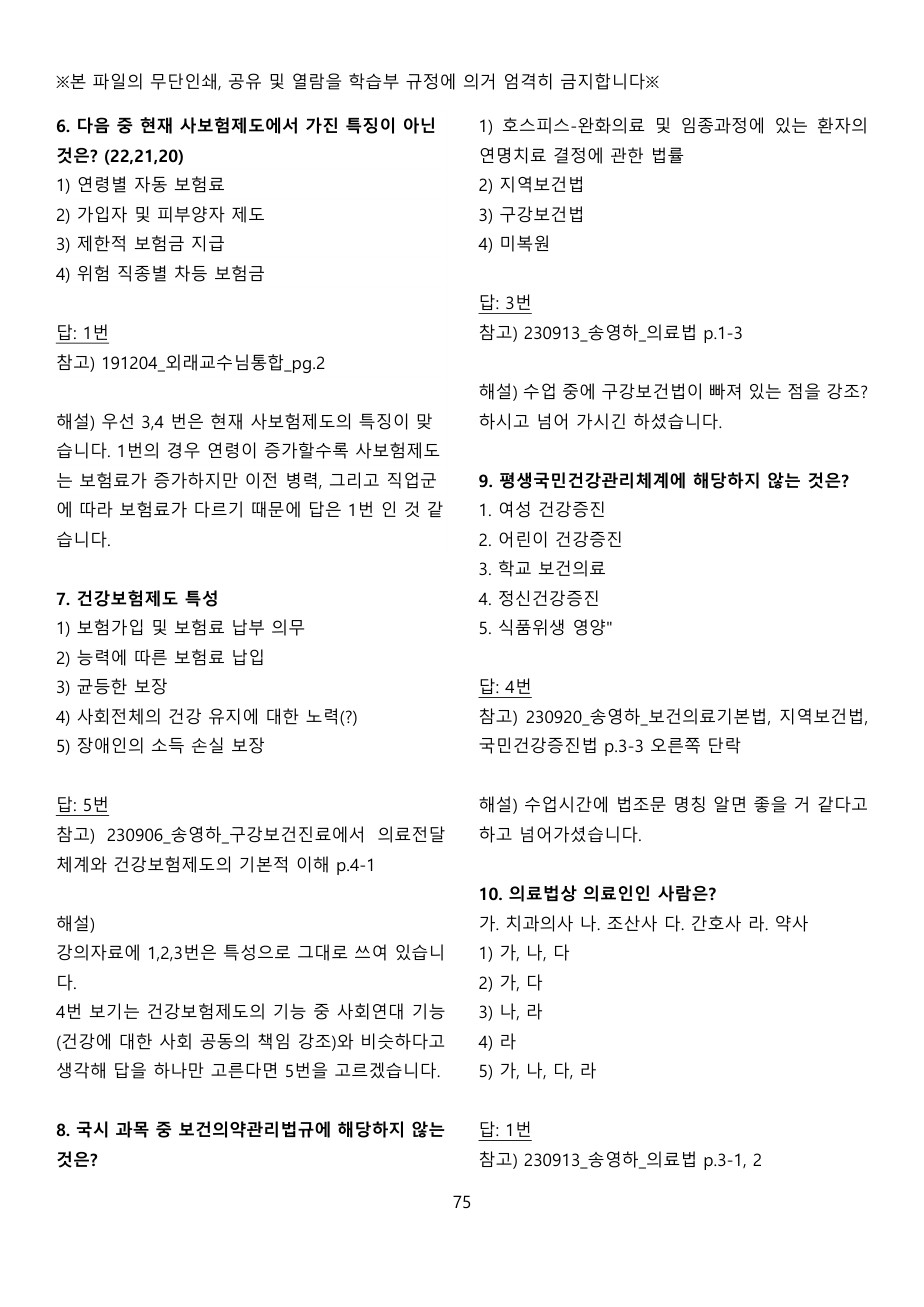 ※본 파일의 무단인쇄, 공유 및 열람을 학습부 규정에 의거 엄격히 금지합니다※
6. 다음 중 현재 사보험제도에서 가진 특징이 아닌
것은? (22,21,20)
1) 연령별 자동 보험료
2) 가입자 및 피부양자 제도
3) 제한적 보험금 지급
4) 위험 직종별 차등 보험금
답: 1번
참고) 191204_외래교수님통합_pg.2
해설) 우선 3,4 번은 현재 사보험제도의 특징이 맞
습니다. 1번의 경우 연령이 증가할수록 사보험제도
는 보험료가 증가하지만 이전 병력, 그리고 직업군
에 따라 보험료가 다르기 때문에 답은 1번 인 것 같
습니다.
7. 건강보험제도 특성
1) 보험가입 및 보험료 납부 의무
2) 능력에 따른 보험료 납입
3) 균등한 보장
4) 사회전체의 건강 유지에 대한 노력(?)
5) 장애인의 소득 손실 보장
답: 5번
참고) 230906_송영하_구강보건진료에서 의료전달
체계와 건강보험제도의 기본적 이해 p.4-1
해설)
강의자료에 1,2,3번은 특성으로 그대로 쓰여 있습니
다.
4번 보기는 건강보험제도의 기능 중 사회연대 기능
(건강에 대한 사회 공동의 책임 강조)와 비슷하다고
생각해 답을 하나만 고른다면 5번을 고르겠습니다.
8. 국시 과목 중 보건의약관리법규에 해당하지 않는
것은?
1) 호스피스-완화의료 및 임종과정에 있는 환자의
연명치료 결정에 관한 법률
2) 지역보건법
3) 구강보건법
4) 미복원
답: 3번
참고) 230913_송영하_의료법 p.1-3
해설) 수업 중에 구강보건법이 빠져 있는 점을 강조?
하시고 넘어 가시긴 하셨습니다.
9. 평생국민건강관리체계에 해당하지 않는 것은?
1. 여성 건강증진
2. 어린이 건강증진
3. 학교 보건의료
4. 정신건강증진
5. 식품위생 영양"
답: 4번
참고) 230920_송영하_보건의료기본법, 지역보건법,
국민건강증진법 p.3-3 오른쪽 단락
해설) 수업시간에 법조문 명칭 알면 좋을 거 같다고
하고 넘어가셨습니다.
10. 의료법상 의료인인 사람은?
가. 치과의사 나. 조산사 다. 간호사 라. 약사
1) 가, 나, 다
2) 가, 다
3) 나, 라
4) 라
5) 가, 나, 다, 라
답: 1번
참고) 230913_송영하_의료법 p.3-1, 2
75